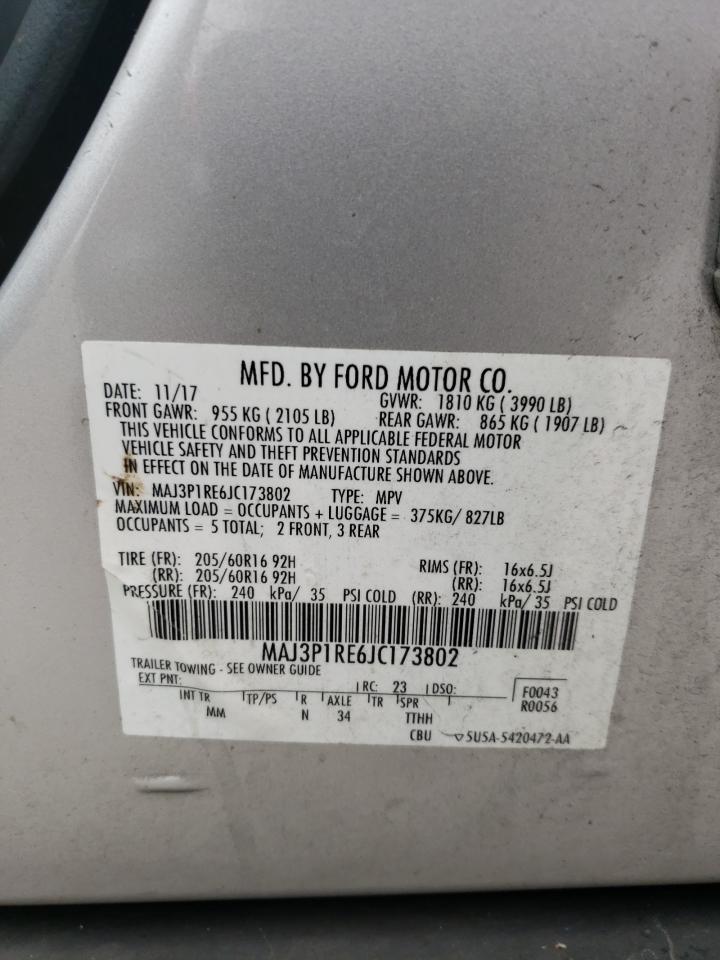 MFD. BY FORD MOTOR CO.
DATE: 11/17 GVWR: 1810 KG ( 3990 LB)
FRONT GAWR: 955 KG ( 2105 LB) REAR GAWR: 865 KG ( 1907 LB)
THIS VEHICLE CONFORMS TO ALL APPLICABLE FEDERAL MOTOR
VEHICLE SAFETY AND THEFT PREVENTION STANDARDS
IN EFFECT ON THE DATE OF MANUFACTURE SHOWN ABOVE.
VIN: MAJ3P1RE6JC173802 TYPE: MPV
MAXIMUM LOAD = OCCUPANTS + LUGGAGE = 375KG/ 827LB
OCCUPANTS = 5 TOTAL; 2 FRONT, 3 REAR
TIRE (FR): 205/60R16 92H RIMS (FR): 16x6.5J
(RR): 205/60R16 92H (RR): 16x6.5J
PRESSURE (FR): 240 kPa/ 35 PSI COLD (RR): 240 kPa/ 35 PSI COLD
MAJ3P1RE6JC173802
TRAILER TOWING - SEE OWNER GUIDE
EXT PNT: RC: 23 DSO: F0043
INT TR TP/PS R AXLE TR SPR R0056
MM N 34 TTHH
CBU ▽5U5A-5420472-AA